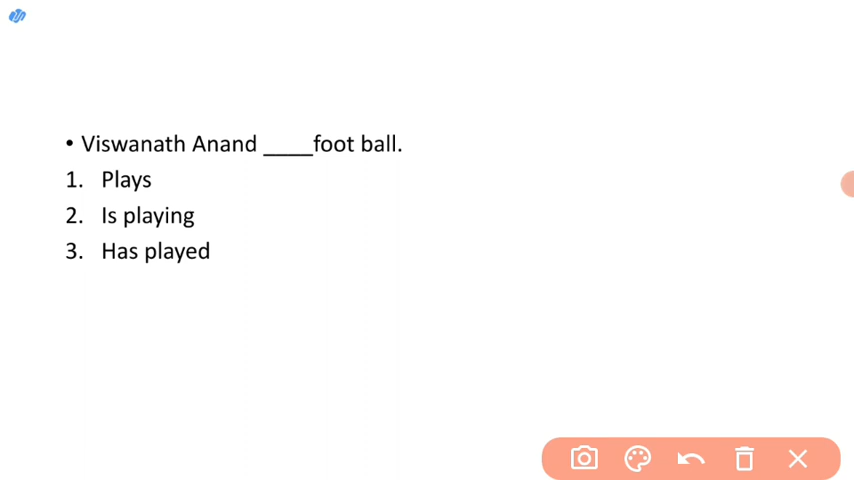 • Viswanath Anand ____foot ball.
1. Plays
2. Is playing
3. Has played